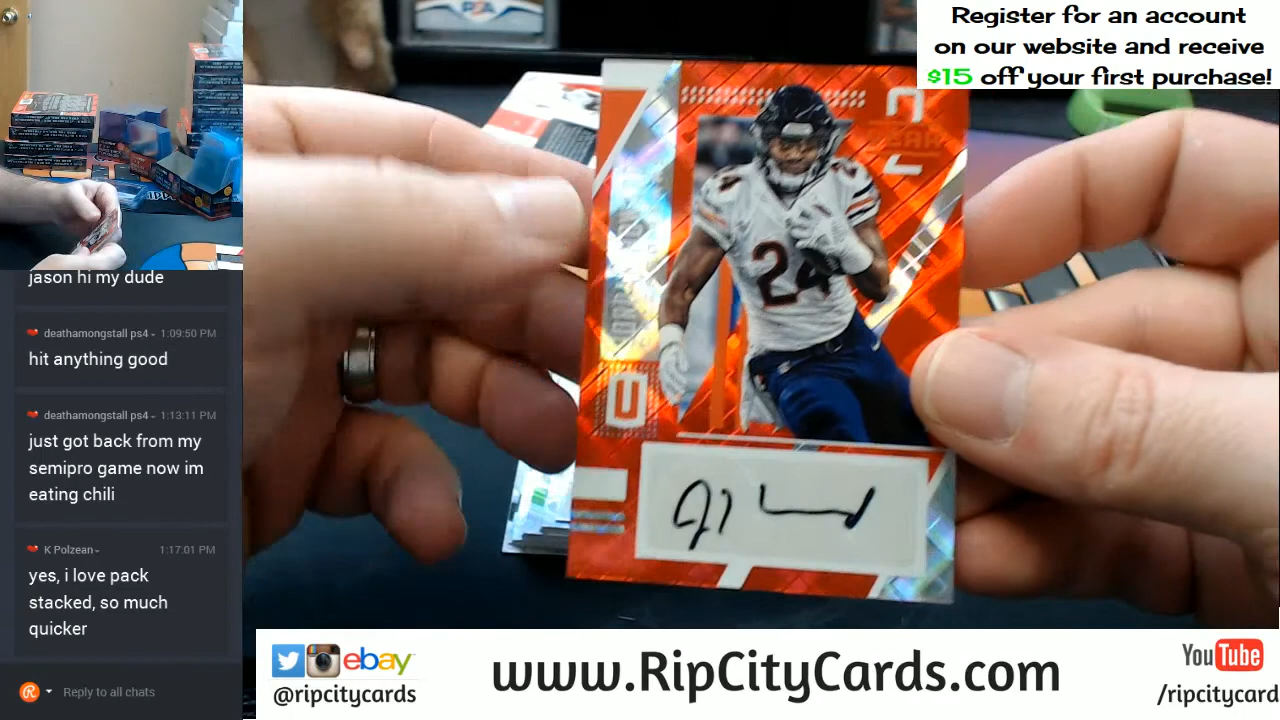 Register for an account
on our website and receive
$15 off your first purchase!
jason hi my dude
deathamongstall ps4
1:09:50 PM
hit anything good
deathamongstall ps4
1:13:11 PM
just got back from my
semipro game now im
eating chili
K Polzean
1:17:01 PM
yes, i love pack
stacked, so much
quicker
Reply to all chats
24
24
U
ebay
@ripcitycards
www.RipCityCards.com
YouTube
/ripcitycard